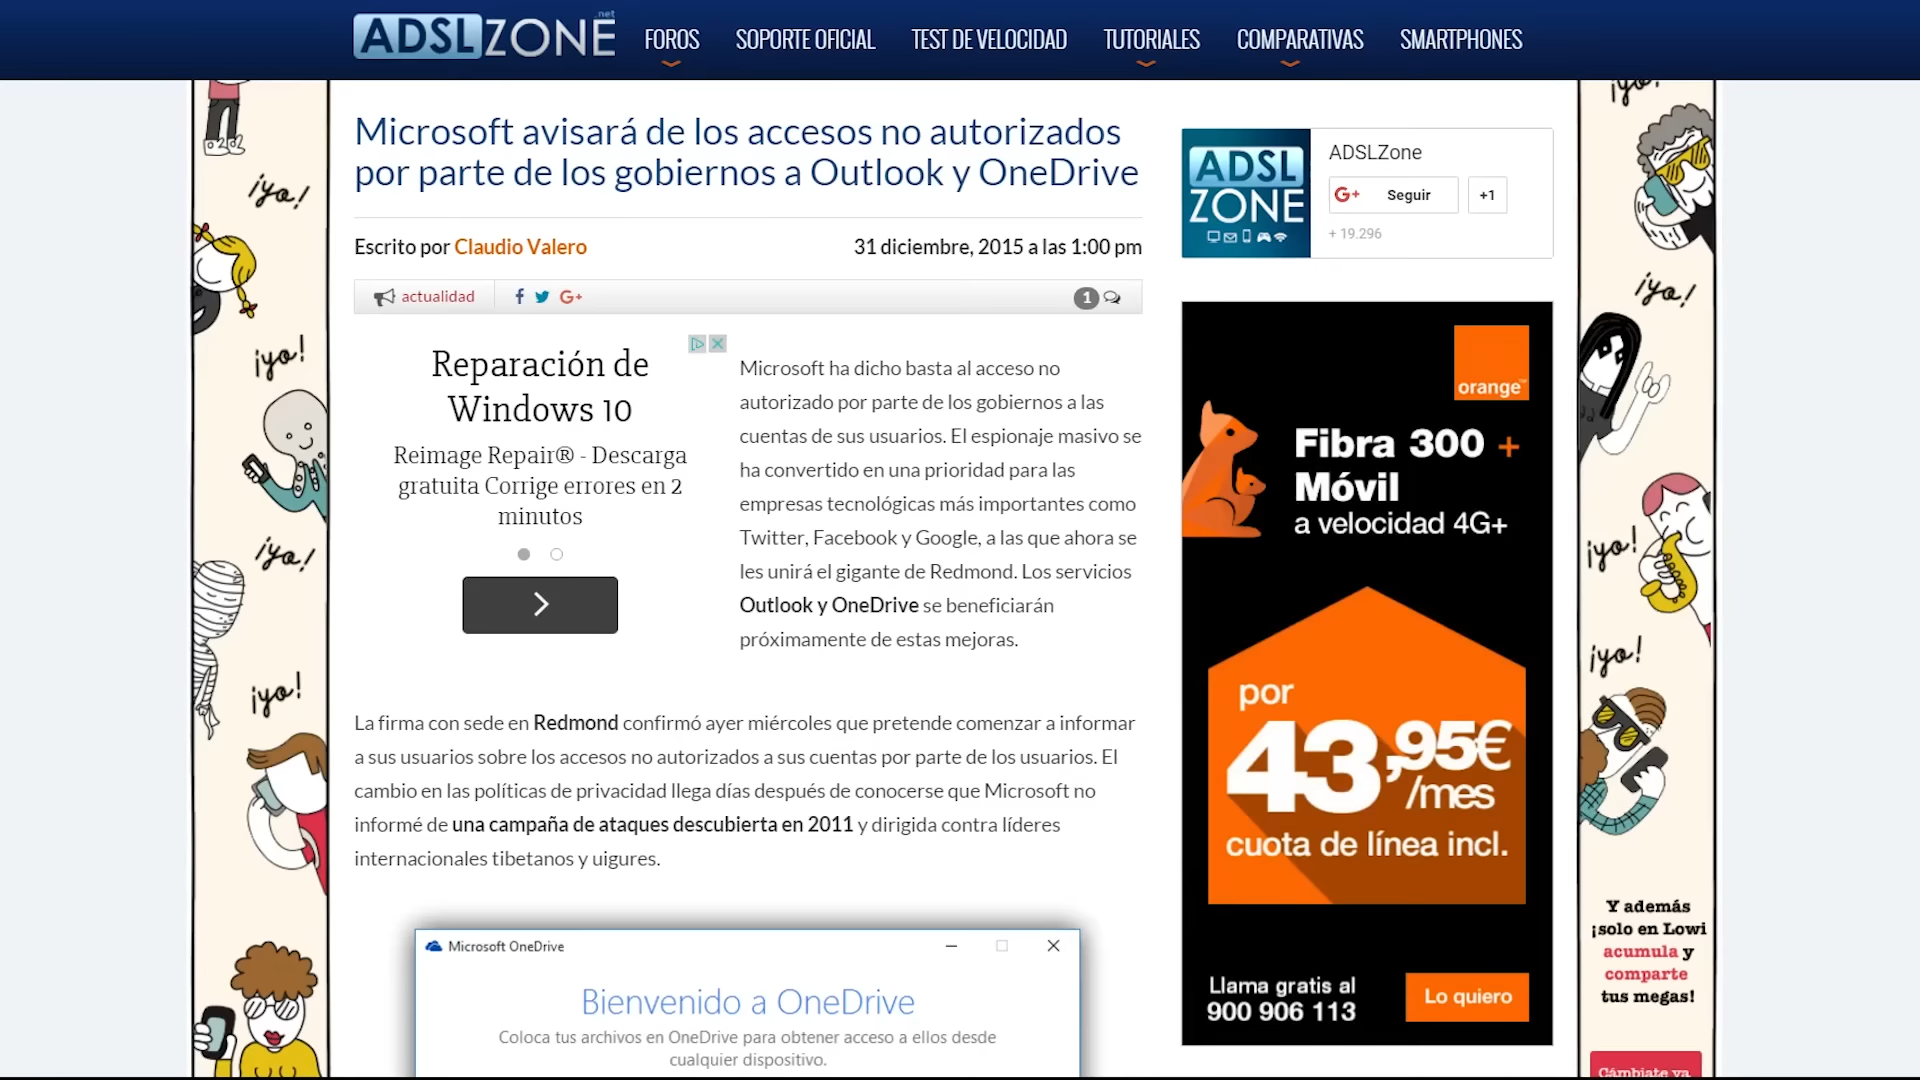 ADSLZONE.net
FOROS SOPORTE OFICIAL TEST DE VELOCIDAD TUTORIALES COMPARATIVAS SMARTPHONES
Microsoft avisará de los accesos no autorizados
por parte de los gobiernos a Outlook y OneDrive
Escrito por Claudio Valero 31 diciembre, 2015 a las 1:00 pm
actualidad
G+
1
Reparación de
Windows 10
Reimage Repair® - Descarga
gratuita Corrige errores en 2
minutos
Microsoft ha dicho basta al acceso no
autorizado por parte de los gobiernos a las
cuentas de sus usuarios. El espionaje masivo se
ha convertido en una prioridad para las
empresas tecnológicas más importantes como
Twitter, Facebook y Google, a las que ahora se
les unirá el gigante de Redmond. Los servicios
Outlook y OneDrive se beneficiarán
próximamente de estas mejoras.
La firma con sede en Redmond confirmó ayer miércoles que pretende comenzar a informar
a sus usuarios sobre los accesos no autorizados a sus cuentas por parte de los usuarios. El
cambio en las políticas de privacidad llega días después de conocerse que Microsoft no
informé de una campaña de ataques descubierta en 2011 y dirigida contra líderes
internacionales tibetanos y uigures.
Microsoft OneDrive
Bienvenido a OneDrive
Coloca tus archivos en OneDrive para obtener acceso a ellos desde
cualquier dispositivo.
ADSL
ZONE
ADSLZone
G+ Seguir +1
+ 19.296
orange™
Fibra 300 +
Móvil
a velocidad 4G+
por
43,95€
/mes
cuota de línea incl.
Llama gratis al
900 906 113
Lo quiero
¡yo!
¡yo!
¡yo!
¡yo!
¡yo!
¡yo!
¡yo!
¡yo!
Y además
¡solo en Lowi
acumula y
comparte
tus megas!
Cámbiate ya